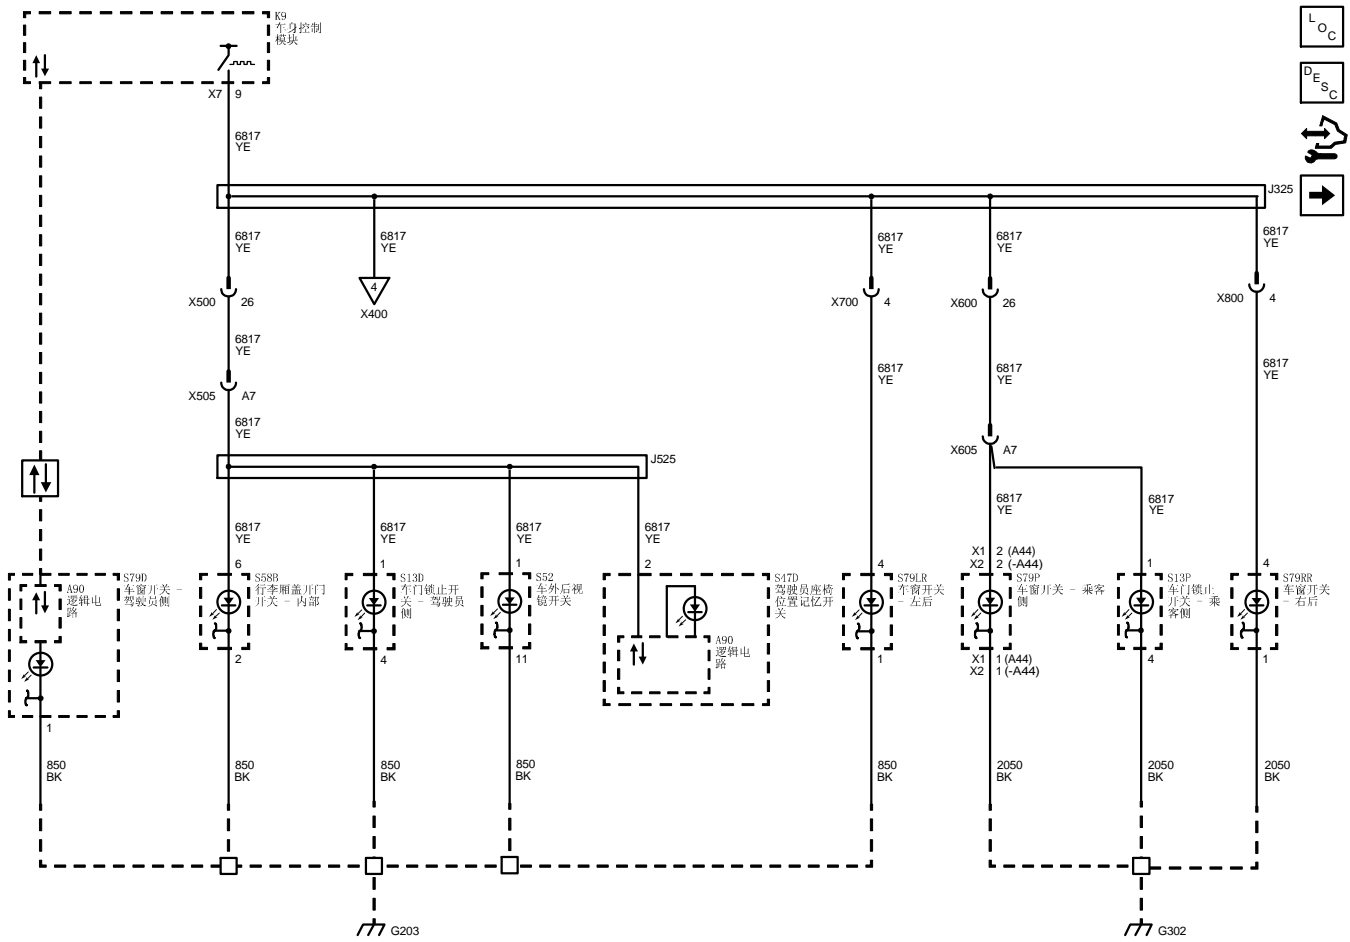 K9
车身控制
模块
X7 9
6817
YE
J325
6817
YE
6817
YE
6817
YE
6817
YE
6817
YE
4
X400
X500 26
X700 4
X600 26
X800 4
6817
YE
6817
YE
6817
YE
6817
YE
X505 A7
6817
YE
X605 A7
J525
6817
YE
6817
YE
6817
YE
6817
YE
6817
YE
6817
YE
X1 2 (A44)
X2 2 (-A44)
6
1
1
2
4
1
4
S79D
车窗开关 -
驾驶员侧
A90
逻辑电
路
S58B
行李厢盖开门
开关 - 内部
S13D
车门锁止开
关 - 驾驶员
侧
S52
车外后视
镜开关
S47D
驾驶员座椅
位置记忆开
关
A90
逻辑电
路
S79LR
车窗开关
- 左后
S79P
车窗开关 - 乘客
侧
S13P
车门锁止
开关 - 乘
客侧
S79RR
车窗开关
- 右后
2
4
11
1
X1 1 (A44)
X2 1 (-A44)
4
1
1
850
BK
850
BK
850
BK
850
BK
850
BK
2050
BK
2050
BK
2050
BK
G203
G302
LOC
DESC